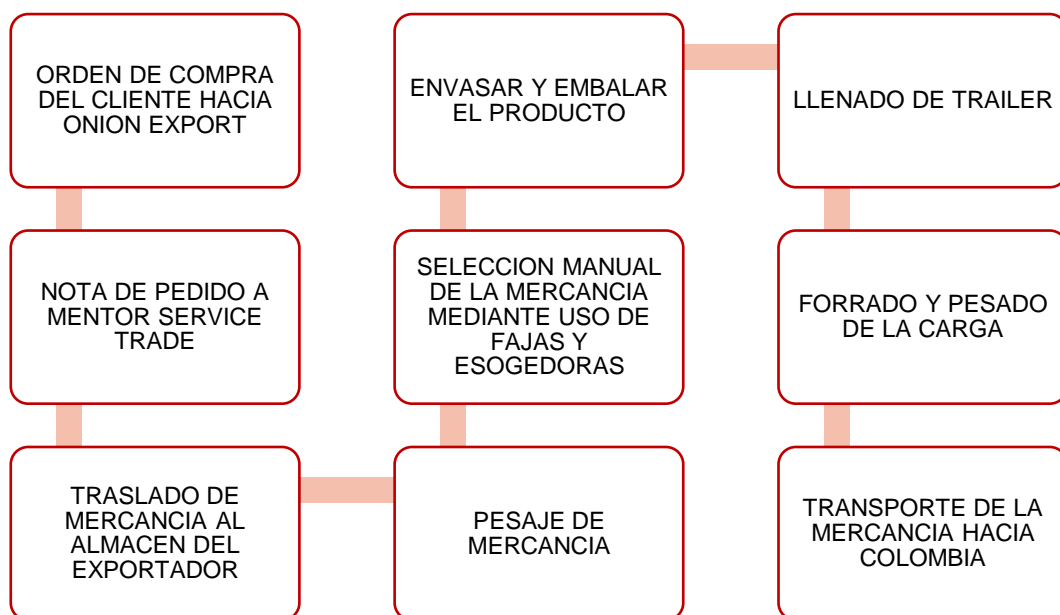 ORDEN DE COMPRA
DEL CLIENTE HACIA
ONION EXPORT
NOTA DE PEDIDO A
MENTOR SERVICE
TRADE
TRASLADO DE
MERCANCIA AL
ALMACEN DEL
EXPORTADOR
PESAJE DE
MERCANCIA
SELECCION MANUAL
DE LA MERCANCIA
MEDIANTE USO DE
FAJAS Y
ESOGEDORAS
ENVASAR Y EMBALAR
EL PRODUCTO
LLENADO DE TRAILER
FORRADO Y PESADO
DE LA CARGA
TRANSPORTE DE LA
MERCANCIA HACIA
COLOMBIA